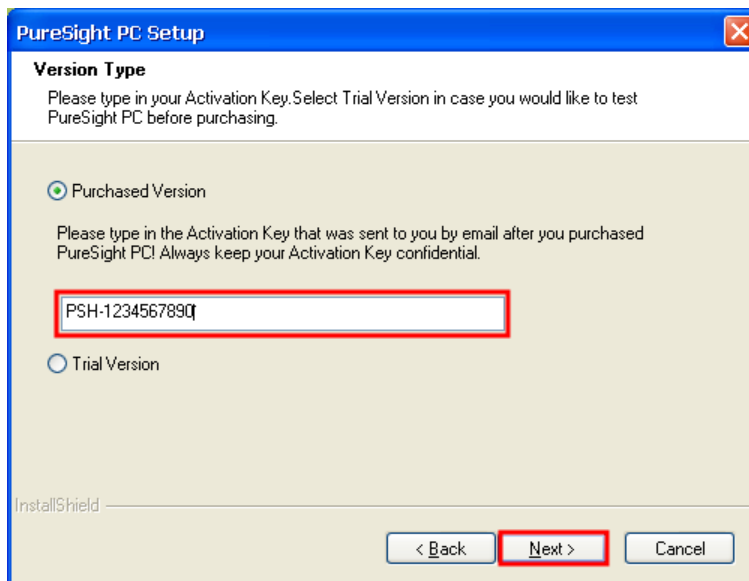 PureSight PC Setup
Version Type
Please type in your Activation Key.Select Trial Version in case you would like to test
PureSight PC before purchasing.
Purchased Version
Please type in the Activation Key that was sent to you by email after you purchased
PureSight PC! Always keep your Activation Key confidential.
PSH-1234567890
Trial Version
InstallShield
< Back
Next >
Cancel